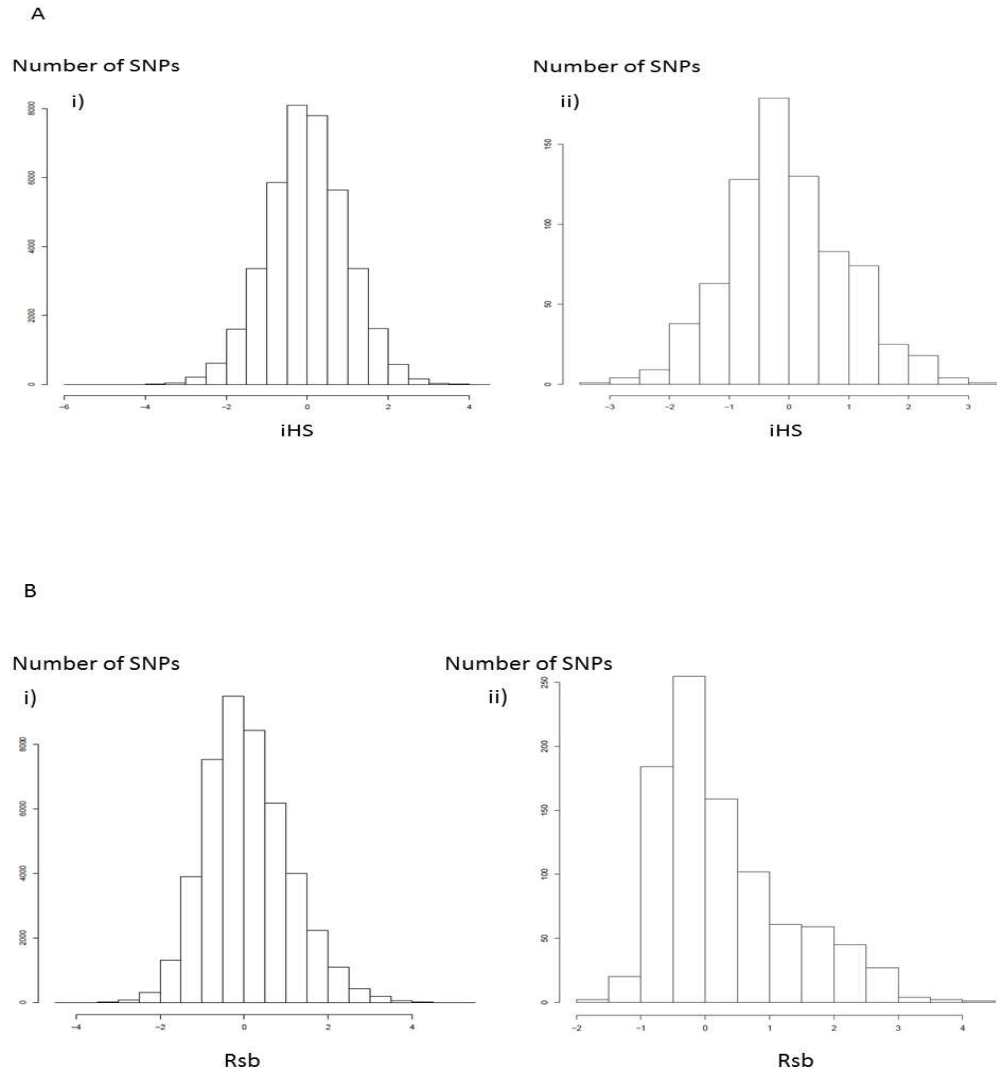 A
Number of SNPs
i)
8000
6000
4000
2000
0
-6 -4 -2 0 2 4
iHS
Number of SNPs
ii)
150
100
50
0
-3 -2 -1 0 1 2 3
iHS
B
Number of SNPs
i)
8000
6000
4000
2000
0
-4 -2 0 2 4
Rsb
Number of SNPs
ii)
250
200
150
100
50
0
-2 -1 0 1 2 3 4
Rsb